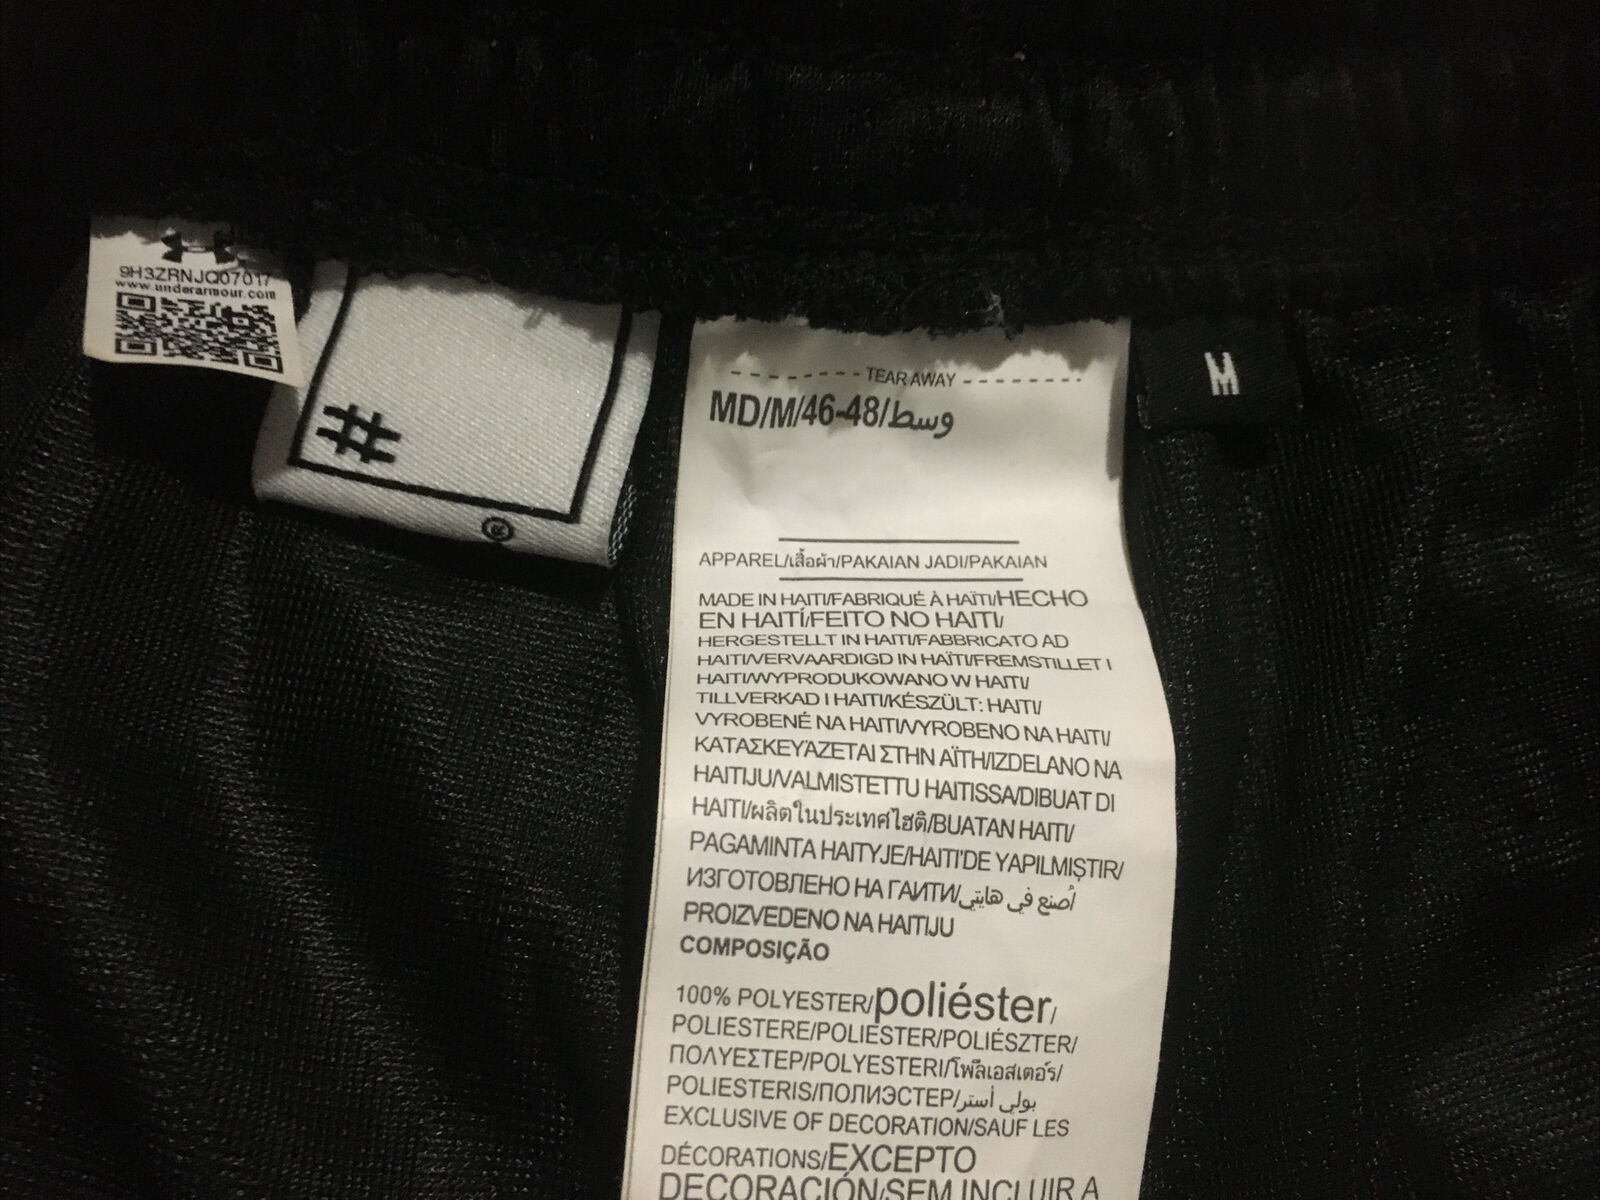 9H3ZRNJQ07017
www.underarmour.com
#
®
TEAR AWAY
MD/M/46-48/وسط
M
APPAREL/เสื้อผ้า/PAKAIAN JADI/PAKAIAN
MADE IN HAITI/FABRIQUÉ À HAÏTI/HECHO
EN HAITÍ/FEITO NO HAITI/
HERGESTELLT IN HAITI/FABBRICATO AD
HAITI/VERVAARDIGD IN HAÏTI/FREMSTILLET I
HAITI/WYPRODUKOWANO W HAITI/
TILLVERKAD I HAITI/KÉSZÜLT: HAITI/
VYROBENÉ NA HAITI/VYROBENO NA HAITI/
ΚΑΤΑΣΚΕΥΆΖΕΤΑΙ ΣΤΗΝ ΑΪΤΉ/IZDELANO NA
HAITIJU/VALMISTETTU HAITISSA/DIBUAT DI
HAITI/ผลิตในประเทศไฮติ/BUATAN HAITI/
PAGAMINTA HAITYJE/HAITI'DE YAPILMIŞTIR/
ИЗГОТОВЛЕНО НА ГАИТИ/اُصنع في هايتي/
PROIZVEDENO NA HAITIJU
COMPOSIÇÃO
100% POLYESTER/poliéster/
POLIESTERE/POLIESTER/POLIÉSZTER/
ΠΟΛΥΕΣΤΕΡ/POLYESTERI/โพลีเอสเตอร์/
POLIESTERIS/ПОЛИЭСТЕР/بولي أستر/
EXCLUSIVE OF DECORATION/SAUF LES
DÉCORATIONS/EXCEPTO
DECORACIÓN/SEM INCLUIR A